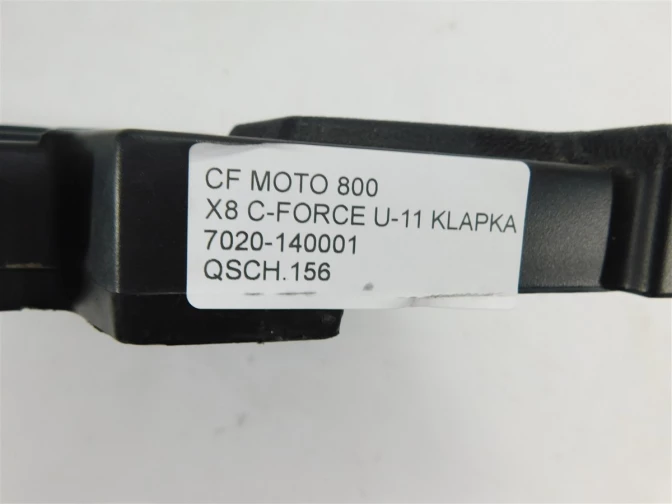 CF MOTO 800
X8 C-FORCE U-11 KLAPKA
7020-140001
QSCH.156